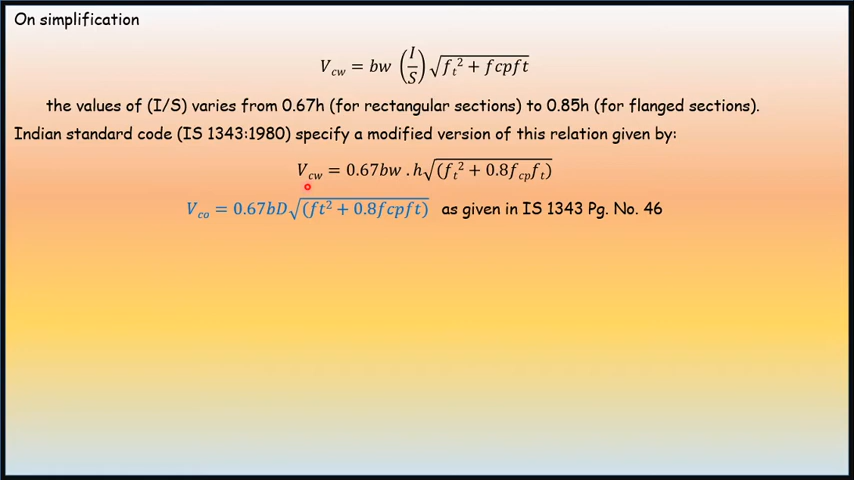 On simplification
V_cw = bw (I/S) √(f_t² + fcpft)
the values of (I/S) varies from 0.67h (for rectangular sections) to 0.85h (for flanged sections).
Indian standard code (IS 1343:1980) specify a modified version of this relation given by:
V_cw = 0.67bw . h√((f_t² + 0.8f_cp f_t))
V_co = 0.67bD√((ft² + 0.8fcpft)) as given in IS 1343 Pg. No. 46